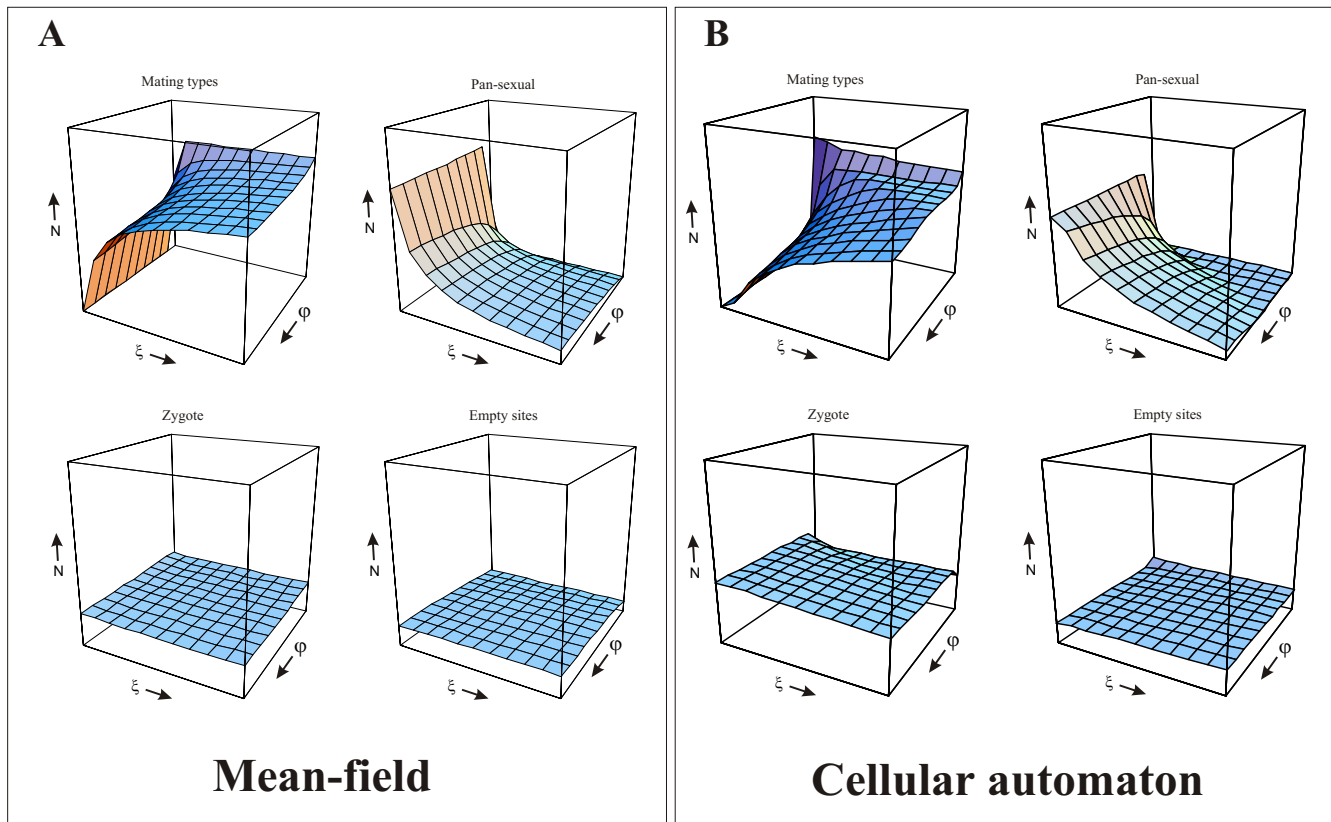 A
Mating types
Pan-sexual
N
ξ
φ
N
ξ
φ
Zygote
Empty sites
N
ξ
φ
N
ξ
φ
Mean-field
B
Mating types
Pan-sexual
N
ξ
φ
N
ξ
φ
Zygote
Empty sites
N
ξ
φ
N
ξ
φ
Cellular automaton